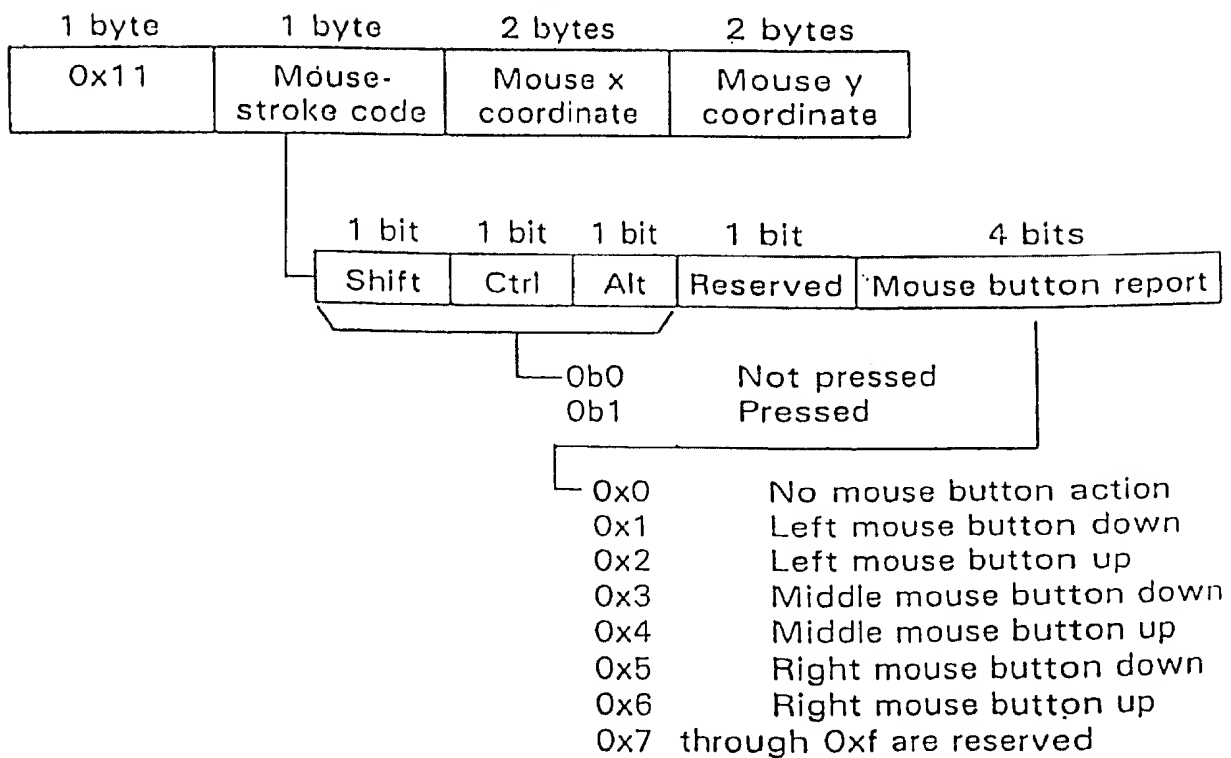 1 byte 1 byte 2 bytes 2 bytes
0x11 Mouse- Mouse x Mouse y
stroke code coordinate coordinate
1 bit 1 bit 1 bit 1 bit 4 bits
Shift Ctrl Alt Reserved Mouse button report
0b0 Not pressed
0b1 Pressed
0x0 No mouse button action
0x1 Left mouse button down
0x2 Left mouse button up
0x3 Middle mouse button down
0x4 Middle mouse button up
0x5 Right mouse button down
0x6 Right mouse button up
0x7 through 0xf are reserved